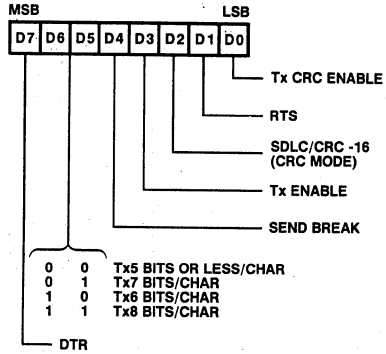 MSB LSB
D7 D6 D5 D4 D3 D2 D1 D0
Tx CRC ENABLE
RTS
SDLC/CRC -16
(CRC MODE)
Tx ENABLE
SEND BREAK
0 0 Tx5 BITS OR LESS/CHAR
0 1 Tx7 BITS/CHAR
1 0 Tx6 BITS/CHAR
1 1 Tx8 BITS/CHAR
DTR